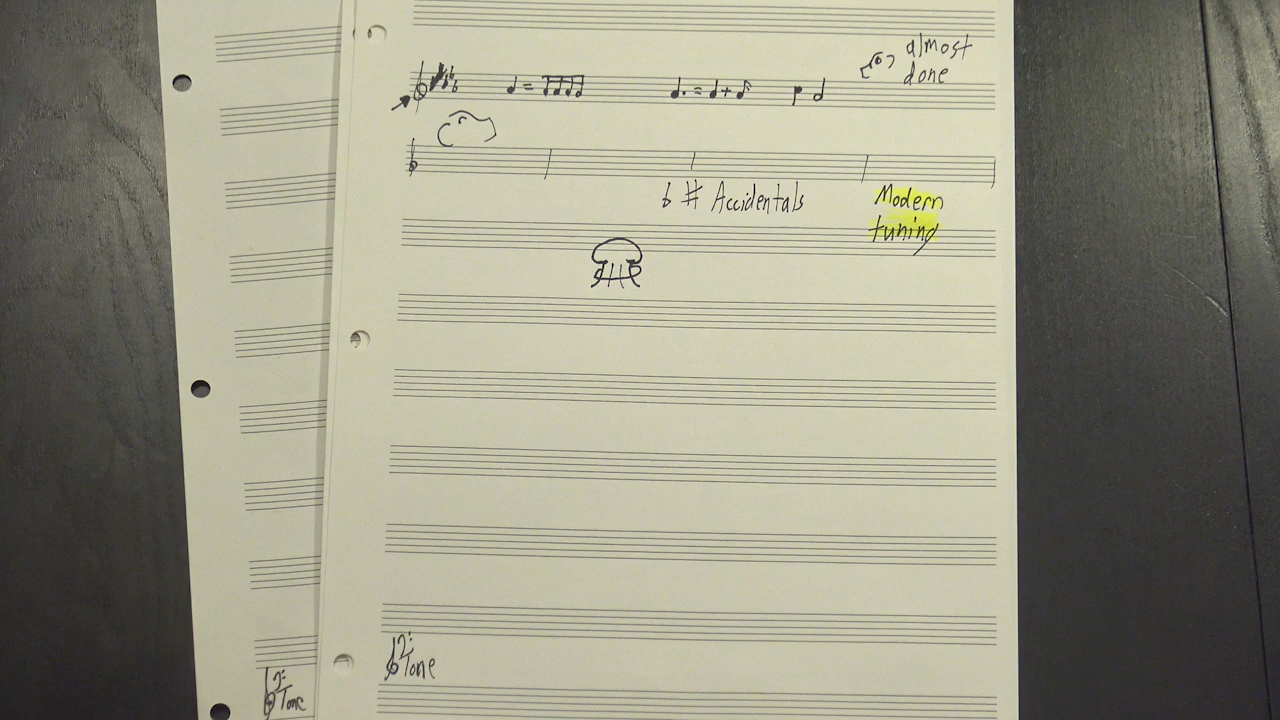 almost
done
♩ = ♬♬
♩. = ♩ + ♪
♭ # Accidentals
Modern
tuning
Tone
Tone